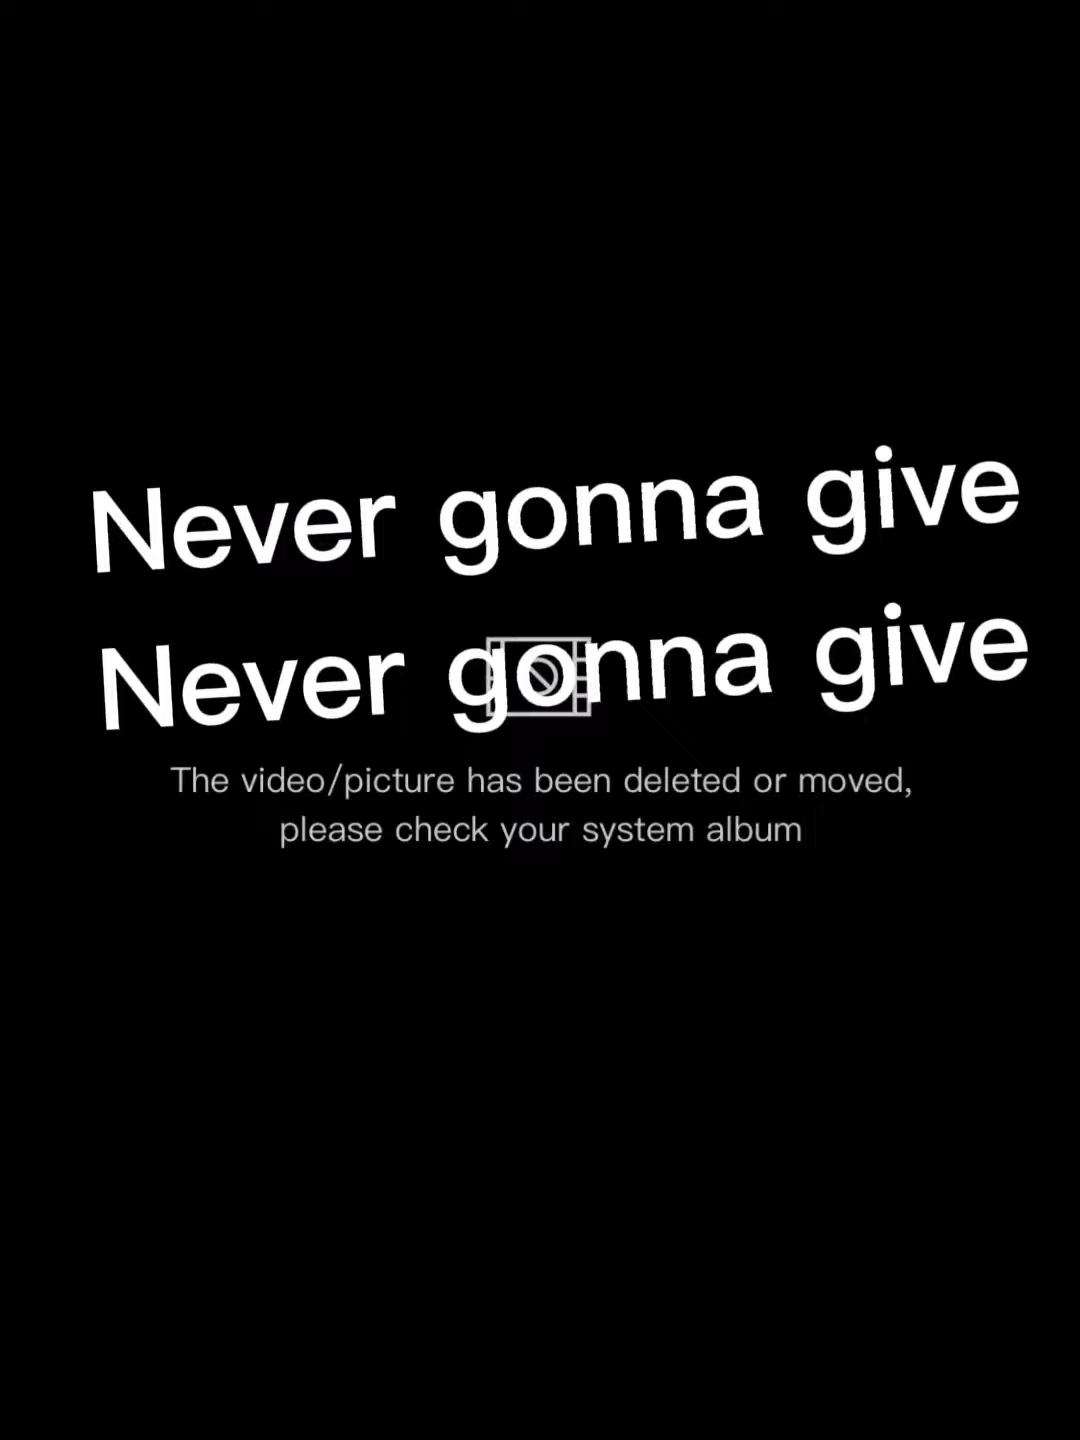 Never gonna give
Never gonna give
The video/picture has been deleted or moved,
please check your system album